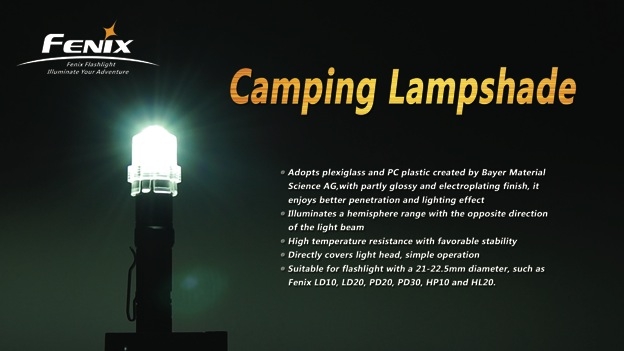 FENIX
Fenix Flashlight
Illuminate Your Adventure
Camping Lampshade
Adopts plexiglass and PC plastic created by Bayer Material
Science AG,with partly glossy and electroplating finish, it
enjoys better penetration and lighting effect
Illuminates a hemisphere range with the opposite direction
of the light beam
High temperature resistance with favorable stability
Directly covers light head, simple operation
Suitable for flashlight with a 21-22.5mm diameter, such as
Fenix LD10, LD20, PD20, PD30, HP10 and HL20.